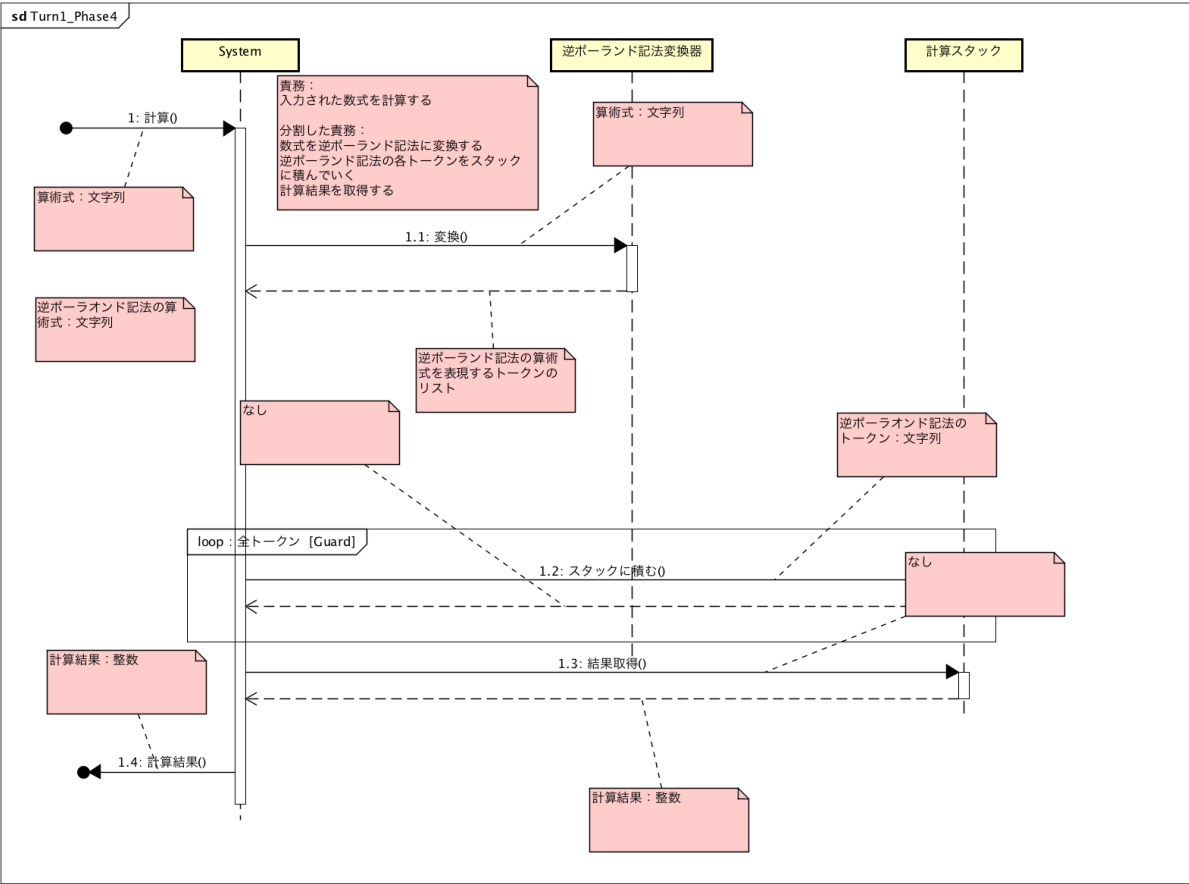 sd Turn1_Phase4
System
逆ポーランド記法変換器
計算スタック
責務：
入力された数式を計算する
分割した責務：
数式を逆ポーランド記法に変換する
逆ポーランド記法の各トークンをスタック
に積んでいく
計算結果を取得する
算術式：文字列
1: 計算()
算術式：文字列
1.1: 変換()
逆ポーラオンド記法の算
術式：文字列
逆ポーランド記法の算術
式を表現するトークンの
リスト
なし
逆ポーラオンド記法の
トークン：文字列
loop : 全トークン [Guard]
なし
1.2: スタックに積む()
計算結果：整数
1.3: 結果取得()
1.4: 計算結果()
計算結果：整数